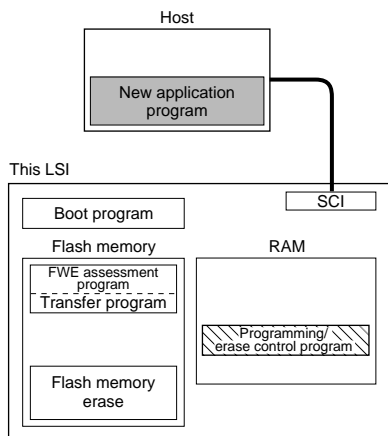 Host
New application
program
This LSI
SCI
Boot program
Flash memory
RAM
FWE assessment
program
Transfer program
Programming/
erase control program
Flash memory
erase